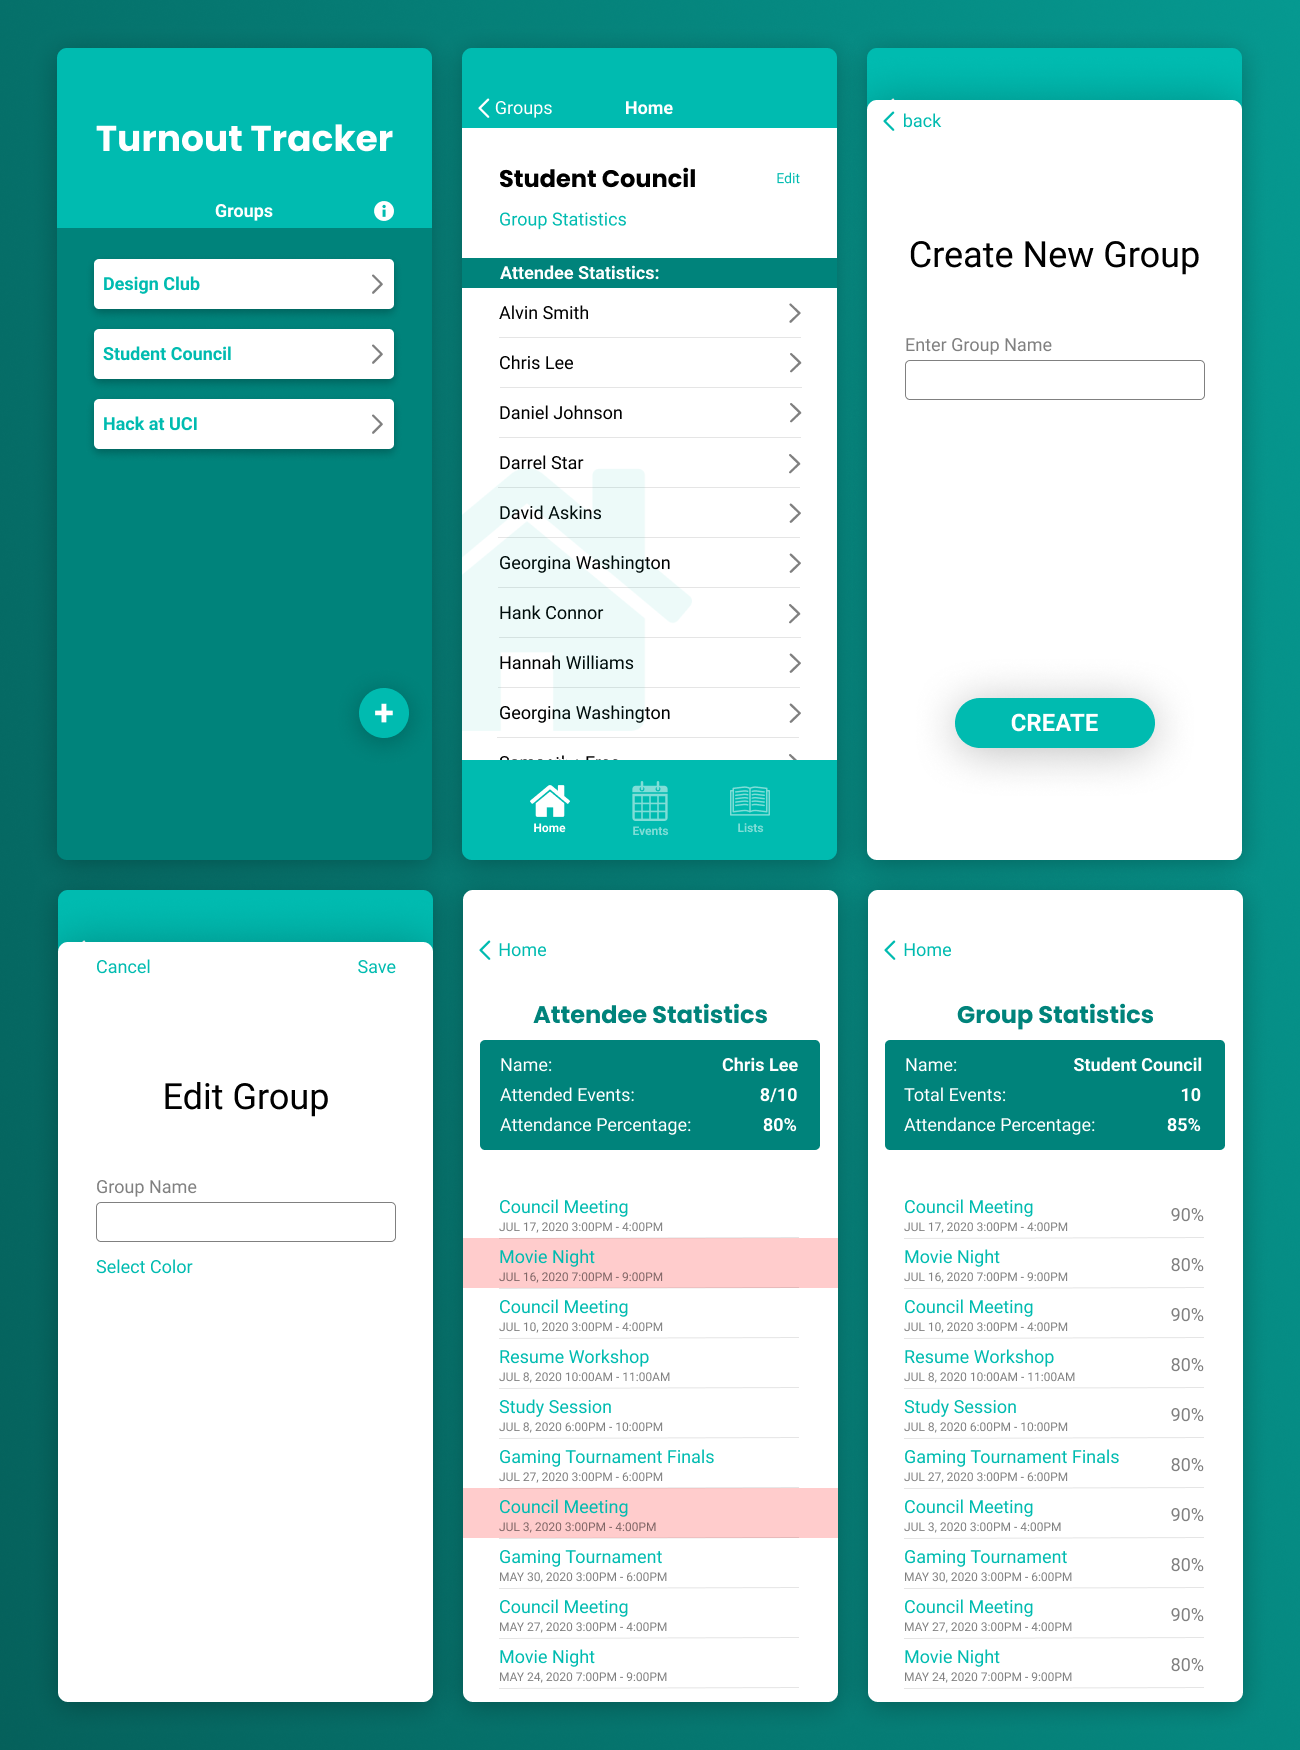 Turnout Tracker
Groups
Design Club
Student Council
Hack at UCI
Groups
Home
Student Council
Edit
Group Statistics
Attendee Statistics:
Alvin Smith
Chris Lee
Daniel Johnson
Darrel Star
David Askins
Georgina Washington
Hank Connor
Hannah Williams
Georgina Washington
Home
Events
Lists
back
Create New Group
Enter Group Name
CREATE
Cancel
Save
Edit Group
Group Name
Select Color
Home
Attendee Statistics
Name: Chris Lee
Attended Events: 8/10
Attendance Percentage: 80%
Council Meeting
JUL 17, 2020 3:00PM - 4:00PM
Movie Night
JUL 16, 2020 7:00PM - 9:00PM
Council Meeting
JUL 10, 2020 3:00PM - 4:00PM
Resume Workshop
JUL 8, 2020 10:00AM - 11:00AM
Study Session
JUL 8, 2020 6:00PM - 10:00PM
Gaming Tournament Finals
JUL 27, 2020 3:00PM - 6:00PM
Council Meeting
JUL 3, 2020 3:00PM - 4:00PM
Gaming Tournament
MAY 30, 2020 3:00PM - 6:00PM
Council Meeting
MAY 27, 2020 3:00PM - 4:00PM
Movie Night
MAY 24, 2020 7:00PM - 9:00PM
Home
Group Statistics
Name: Student Council
Total Events: 10
Attendance Percentage: 85%
Council Meeting
JUL 17, 2020 3:00PM - 4:00PM
90%
Movie Night
JUL 16, 2020 7:00PM - 9:00PM
80%
Council Meeting
JUL 10, 2020 3:00PM - 4:00PM
90%
Resume Workshop
JUL 8, 2020 10:00AM - 11:00AM
80%
Study Session
JUL 8, 2020 6:00PM - 10:00PM
90%
Gaming Tournament Finals
JUL 27, 2020 3:00PM - 6:00PM
80%
Council Meeting
JUL 3, 2020 3:00PM - 4:00PM
90%
Gaming Tournament
MAY 30, 2020 3:00PM - 6:00PM
80%
Council Meeting
MAY 27, 2020 3:00PM - 4:00PM
90%
Movie Night
MAY 24, 2020 7:00PM - 9:00PM
80%